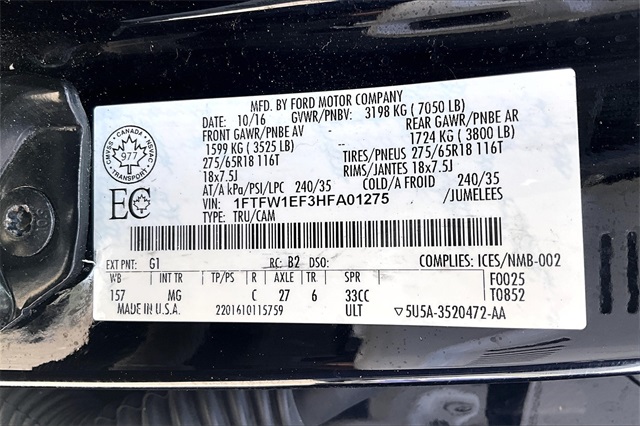 MFD. BY FORD MOTOR COMPANY
DATE: 10/16 GVWR/PNBV: 3198 KG ( 7050 LB)
FRONT GAWR/PNBE AV REAR GAWR/PNBE AR
1599 KG ( 3525 LB) 1724 KG ( 3800 LB)
275/65R18 116T TIRES/PNEUS 275/65R18 116T
18x7.5J RIMS/JANTES 18x7.5J
AT/A kPa/PSI/LPC 240/35 COLD/A FROID 240/35
VIN: 1FTFW1EF3HFA01275 /JUMELEES
TYPE: TRU/CAM
CMVSS · CANADA · NSVAC
977
TRANSPORT
EC
EXT PNT: G1 RC: B2 DSO: COMPLIES: ICES/NMB-002
WB INT TR TP/PS R AXLE TR SPR F0025
157 MG C 27 6 33CC T0852
MADE IN U.S.A. 2201610115759 ULT ▽5U5A-3520472-AA